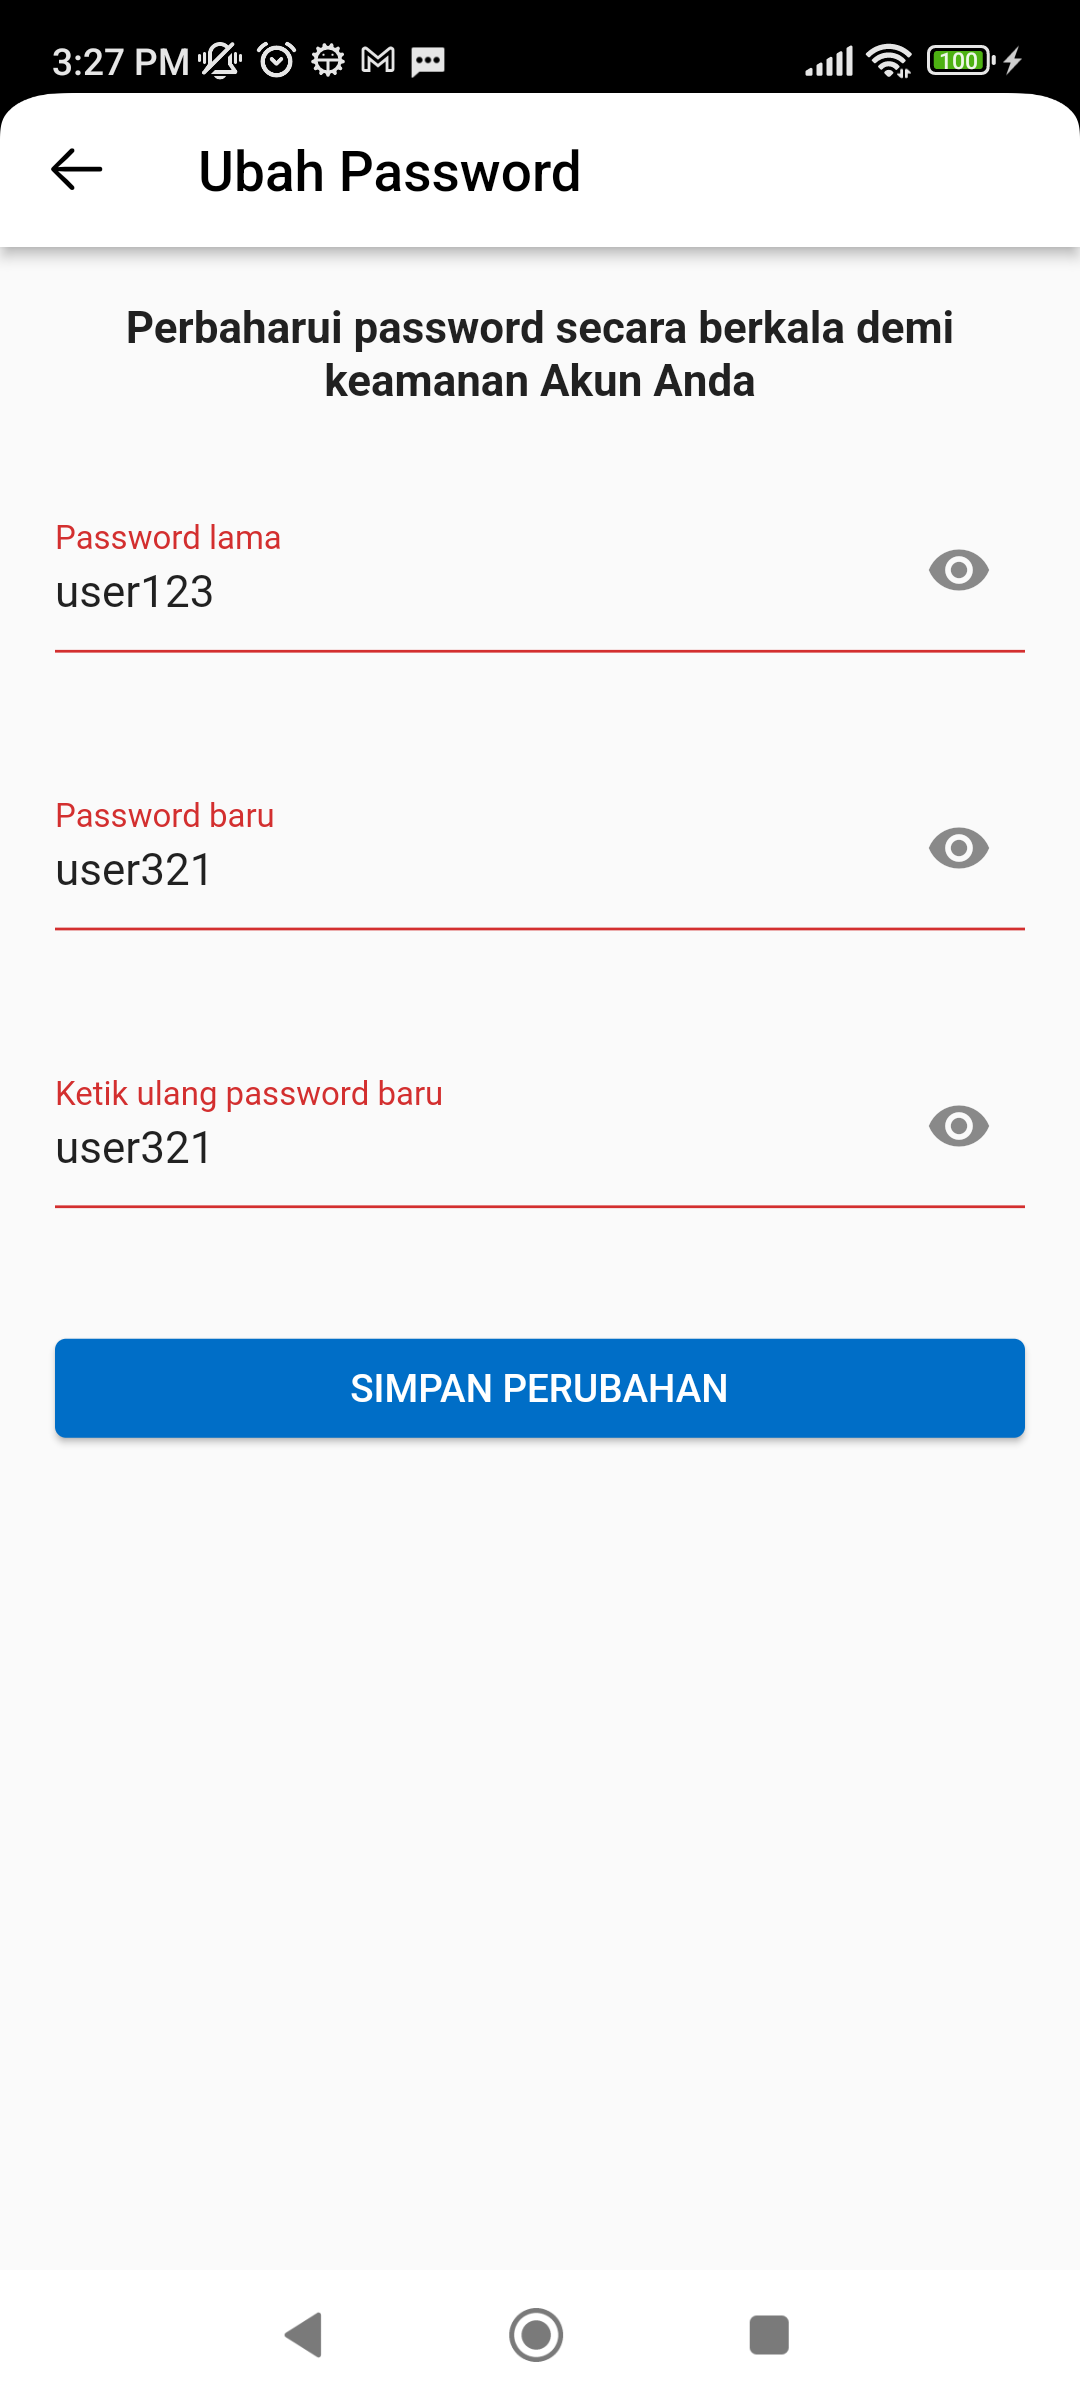 3:27 PM
100
Ubah Password
Perbaharui password secara berkala demi
keamanan Akun Anda
Password lama
user123
Password baru
user321
Ketik ulang password baru
user321
SIMPAN PERUBAHAN